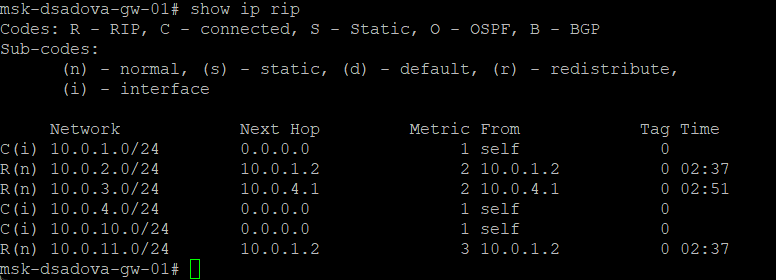 msk-dsadova-gw-01# show ip rip
Codes: R - RIP, C - connected, S - Static, O - OSPF, B - BGP
Sub-codes:
      (n) - normal, (s) - static, (d) - default, (r) - redistribute,
      (i) - interface

     Network            Next Hop         Metric From            Tag Time
C(i) 10.0.1.0/24        0.0.0.0               1 self              0
R(n) 10.0.2.0/24        10.0.1.2              2 10.0.1.2          0 02:37
R(n) 10.0.3.0/24        10.0.4.1              2 10.0.4.1          0 02:51
C(i) 10.0.4.0/24        0.0.0.0               1 self              0
C(i) 10.0.10.0/24       0.0.0.0               1 self              0
R(n) 10.0.11.0/24       10.0.1.2              3 10.0.1.2          0 02:37
msk-dsadova-gw-01#